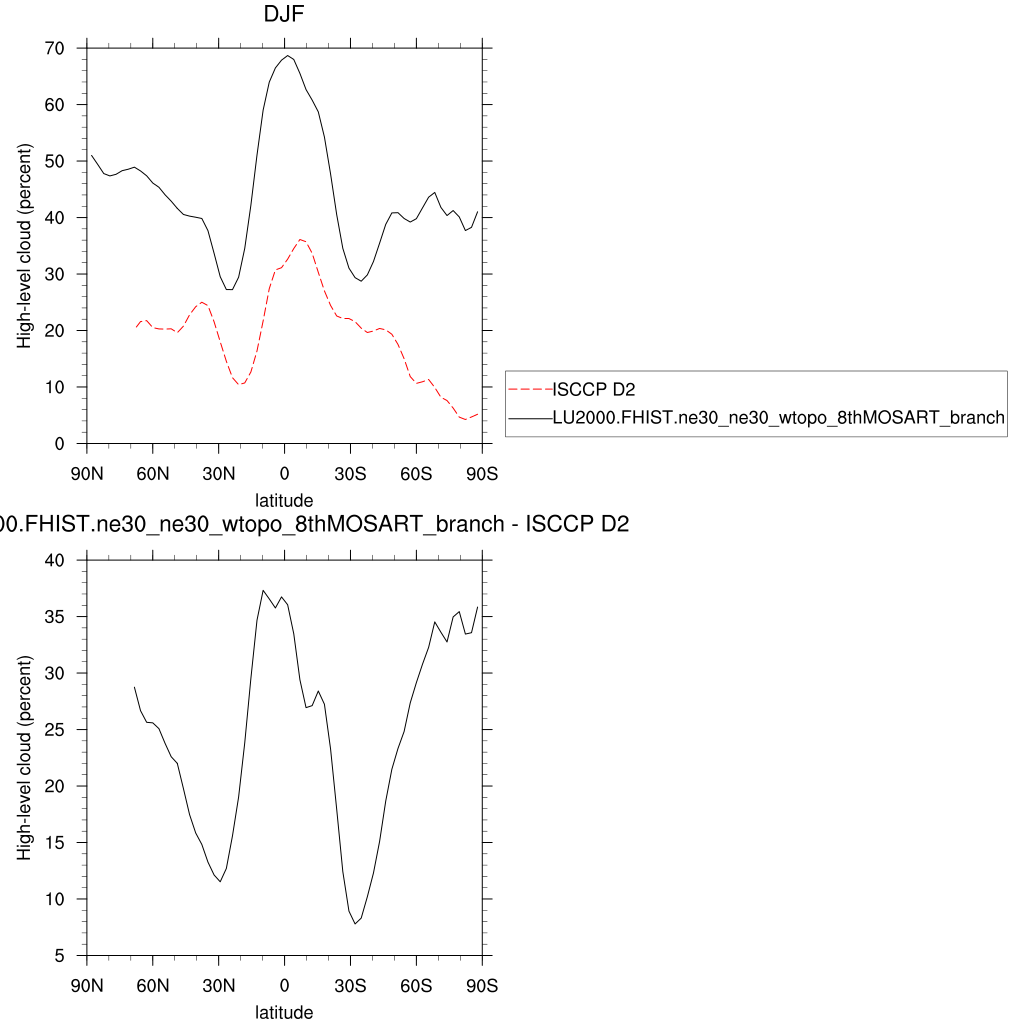 DJF
70
60
50
40
30
20
10
0
High-level cloud (percent)
90N 60N 30N 0 30S 60S 90S
latitude
ISCCP D2
LU2000.FHIST.ne30_ne30_wtopo_8thMOSART_branch
00.FHIST.ne30_ne30_wtopo_8thMOSART_branch - ISCCP D2
40
35
30
25
20
15
10
5
High-level cloud (percent)
90N 60N 30N 0 30S 60S 90S
latitude